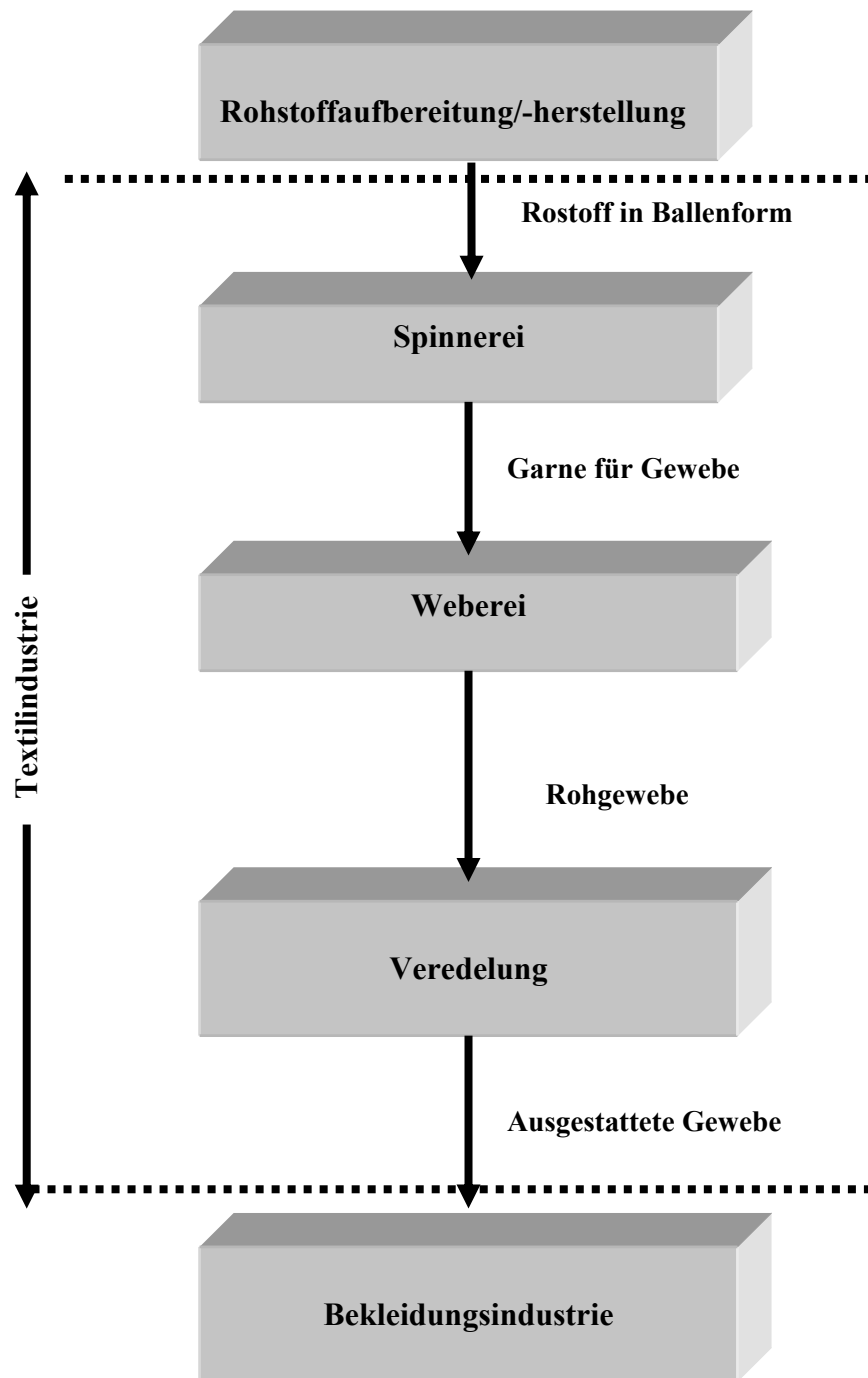 Rohstoffaufbereitung/-herstellung
Rostoff in Ballenform
Spinnerei
Garne für Gewebe
Weberei
Textilindustrie
Rohgewebe
Veredelung
Ausgestattete Gewebe
Bekleidungsindustrie